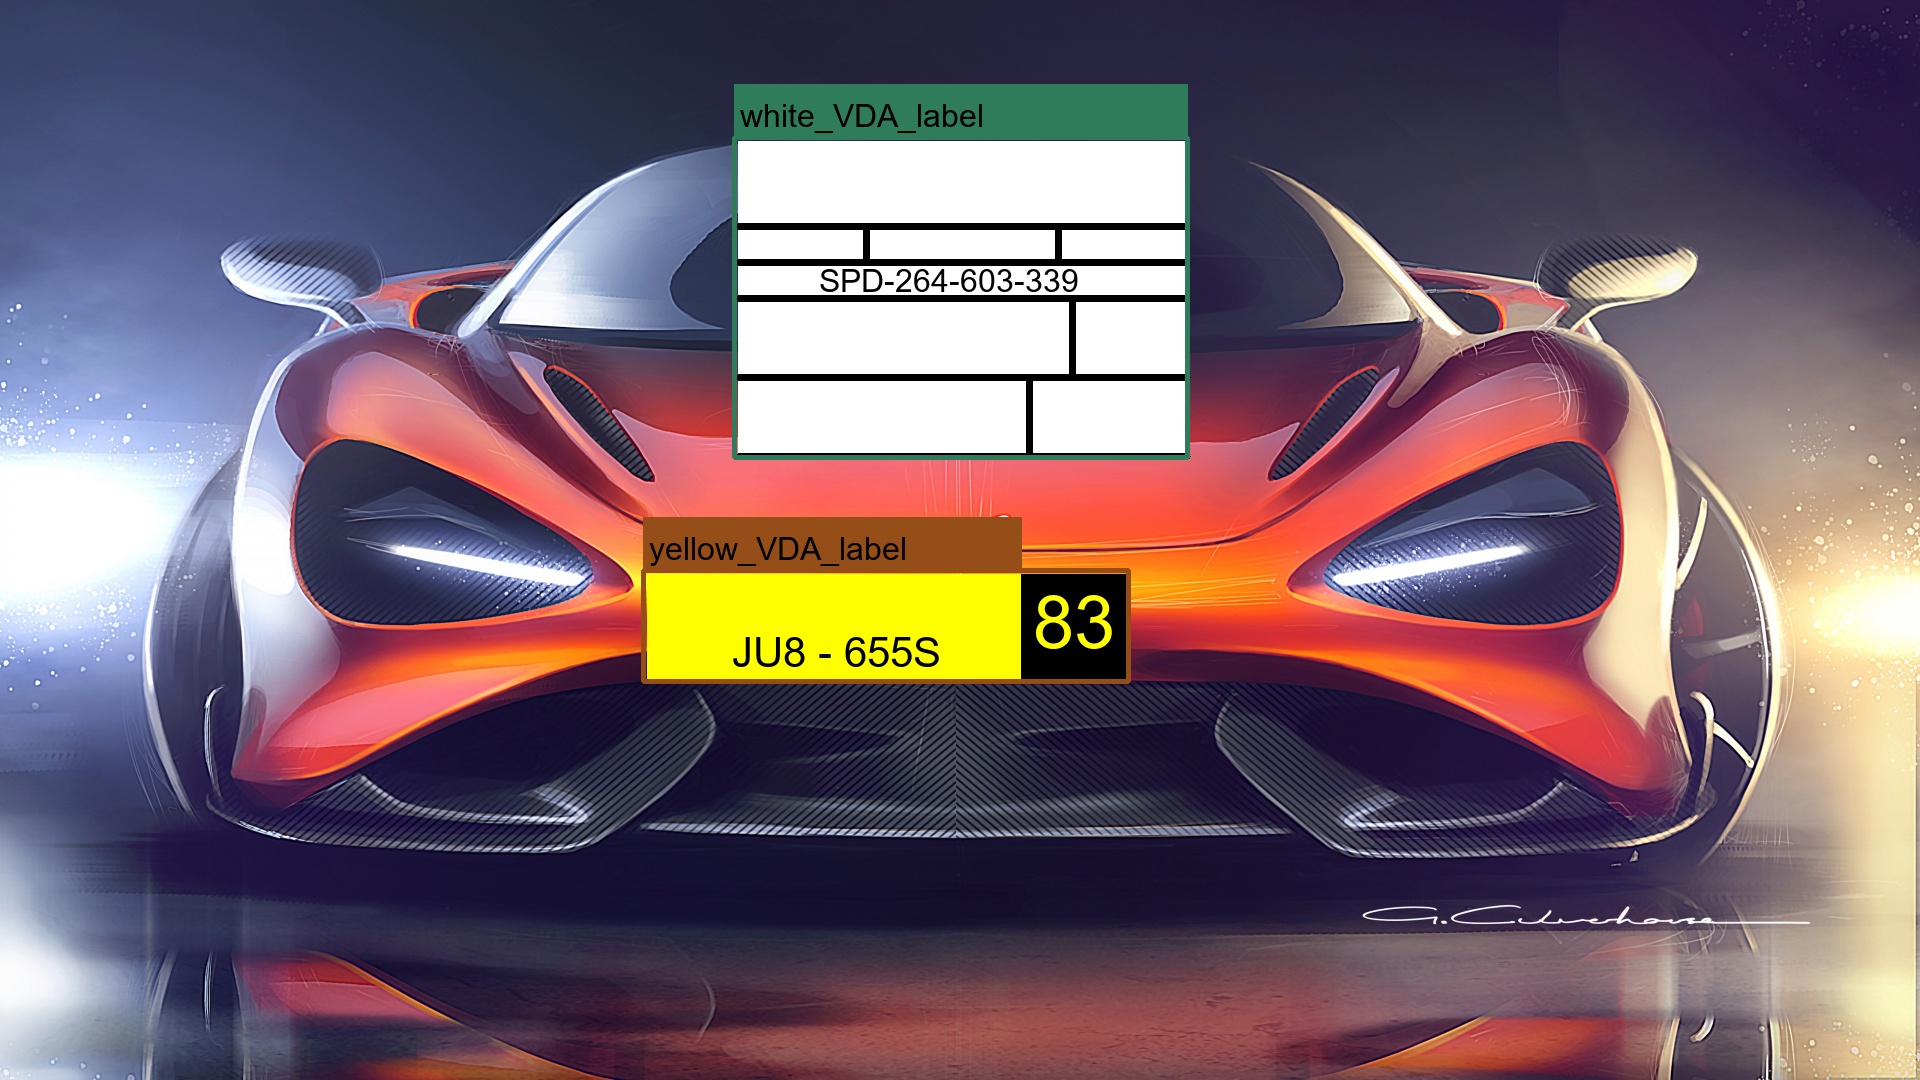 white_VDA_label
SPD-264-603-339
yellow_VDA_label
JU8 - 655S
83